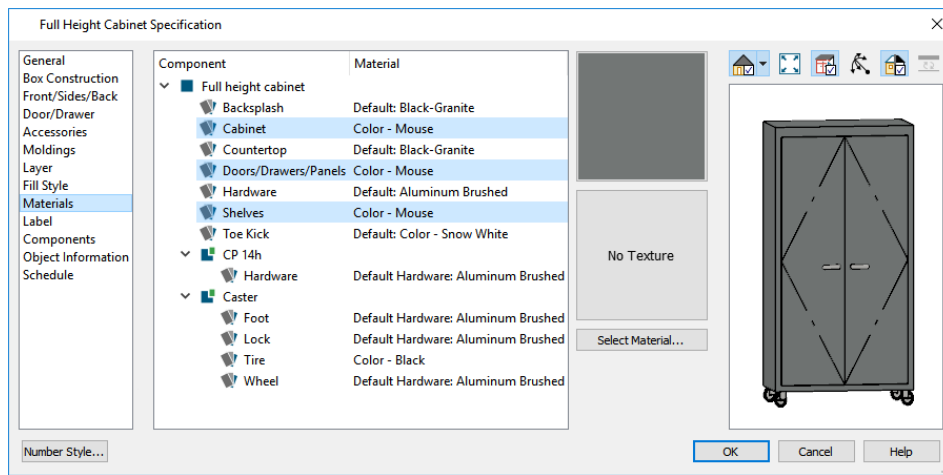 Full Height Cabinet Specification
General
Box Construction
Front/Sides/Back
Door/Drawer
Accessories
Moldings
Layer
Fill Style
Materials
Label
Components
Object Information
Schedule
Component Material
Full height cabinet
Backsplash Default: Black-Granite
Cabinet Color - Mouse
Countertop Default: Black-Granite
Doors/Drawers/Panels Color - Mouse
Hardware Default: Aluminum Brushed
Shelves Color - Mouse
Toe Kick Default: Color - Snow White
CP 14h
Hardware Default Hardware: Aluminum Brushed
Caster
Foot Default Hardware: Aluminum Brushed
Lock Default Hardware: Aluminum Brushed
Tire Color - Black
Wheel Default Hardware: Aluminum Brushed
No Texture
Select Material...
Number Style... OK Cancel Help